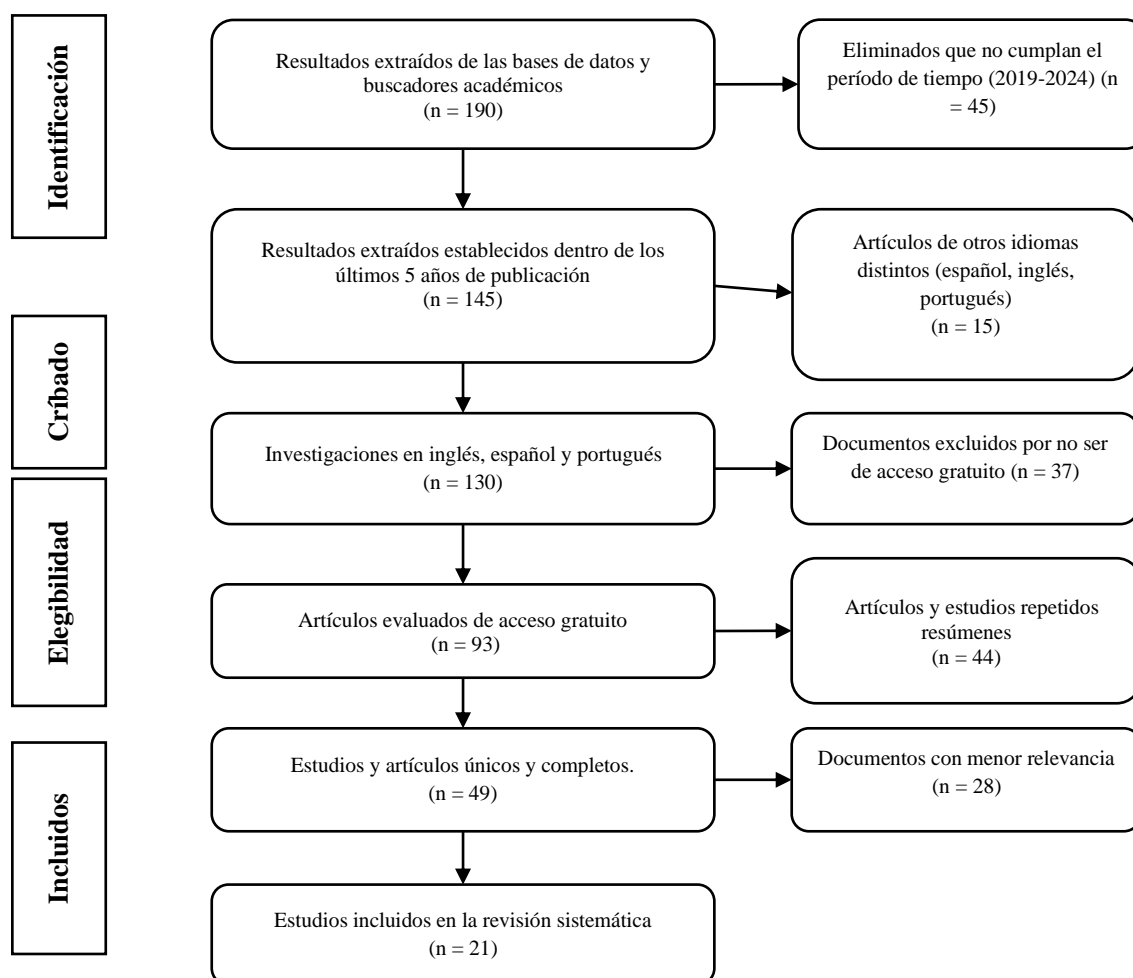 Identificación
Resultados extraídos de las bases de datos y
buscadores académicos
(n = 190)
Eliminados que no cumplan el
período de tiempo (2019-2024) (n
= 45)
Resultados extraídos establecidos dentro de los
últimos 5 años de publicación
(n = 145)
Artículos de otros idiomas
distintos (español, inglés,
portugués)
(n = 15)
Críbado
Investigaciones en inglés, español y portugués
(n = 130)
Documentos excluidos por no ser
de acceso gratuito (n = 37)
Elegibilidad
Artículos evaluados de acceso gratuito
(n = 93)
Artículos y estudios repetidos
resúmenes
(n = 44)
Incluidos
Estudios y artículos únicos y completos.
(n = 49)
Documentos con menor relevancia
(n = 28)
Estudios incluidos en la revisión sistemática
(n = 21)